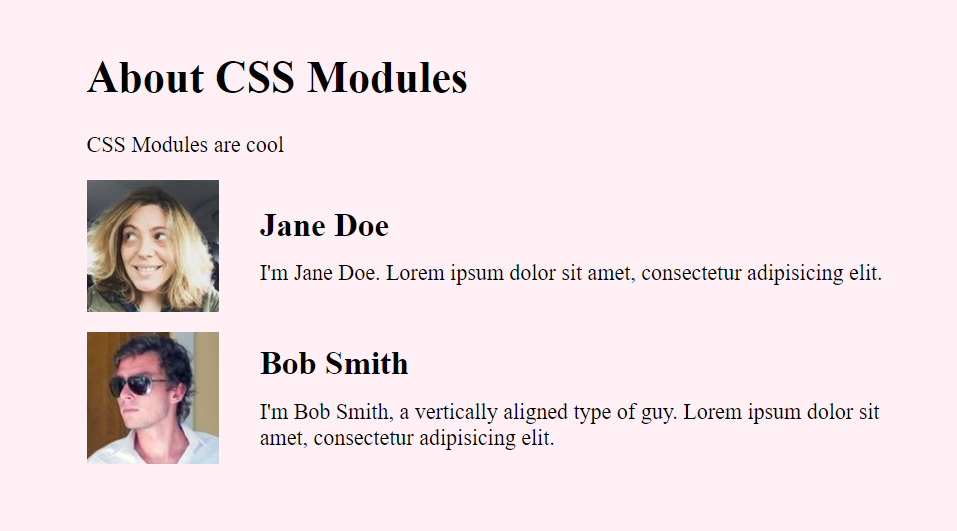 About CSS Modules
CSS Modules are cool
Jane Doe
I'm Jane Doe. Lorem ipsum dolor sit amet, consectetur adipisicing elit.
Bob Smith
I'm Bob Smith, a vertically aligned type of guy. Lorem ipsum dolor sit
amet, consectetur adipisicing elit.